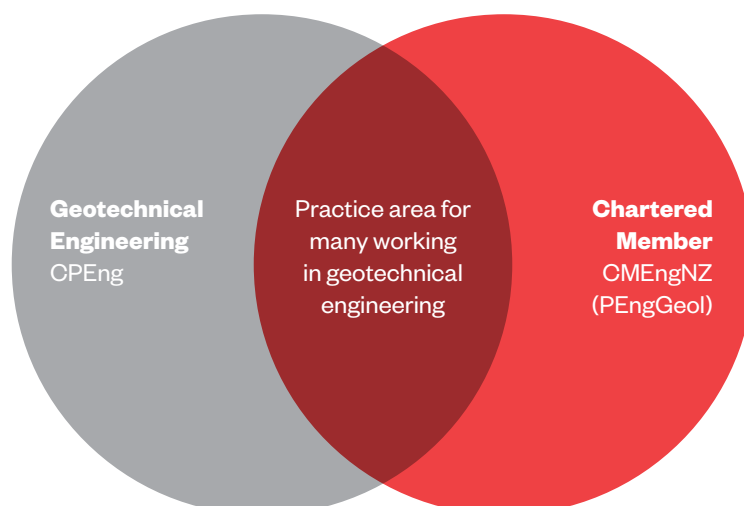 Geotechnical
Engineering
CPEng
Practice area for
many working
in geotechnical
engineering
Chartered
Member
CMEngNZ
(PEngGeol)